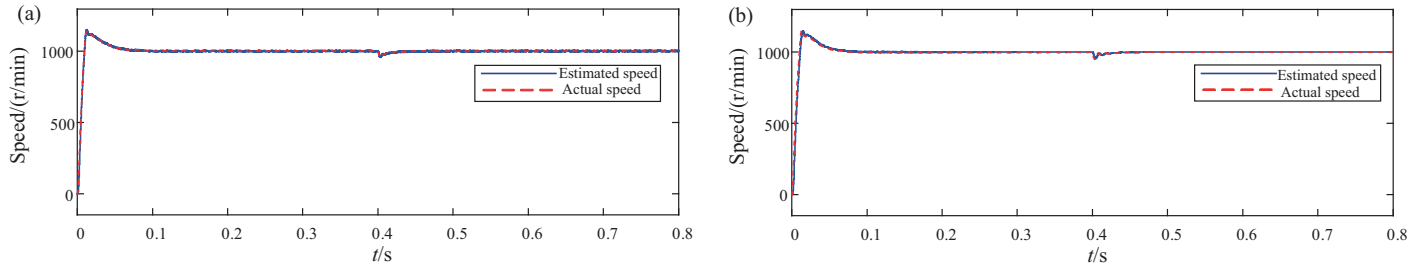 (a)
Speed/(r/min)
1000
500
0
Estimated speed
Actual speed
0 0.1 0.2 0.3 0.4 0.5 0.6 0.7 0.8
t/s
(b)
Speed/(r/min)
1000
500
0
Estimated speed
Actual speed
0 0.1 0.2 0.3 0.4 0.5 0.6 0.7 0.8
t/s